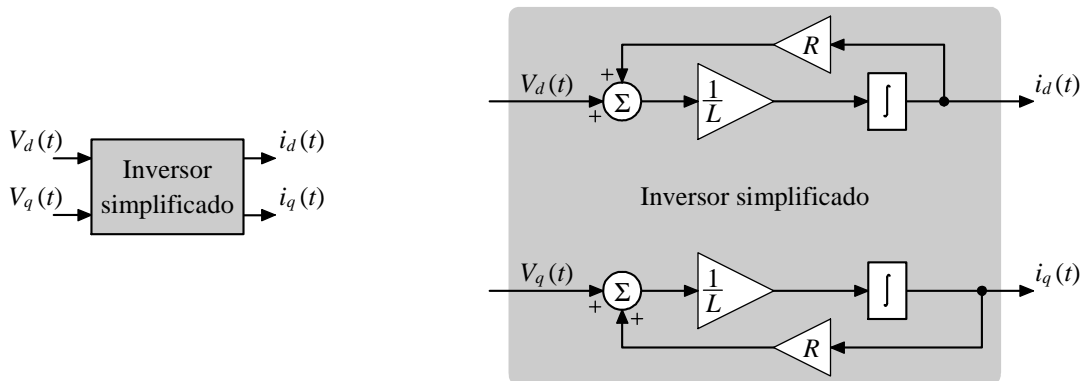 V_d(t)
V_q(t)
Inversor
simplificado
i_d(t)
i_q(t)
R
V_d(t)
+
+
Σ
1/L
∫
i_d(t)
Inversor simplificado
V_q(t)
+
+
Σ
1/L
∫
i_q(t)
R